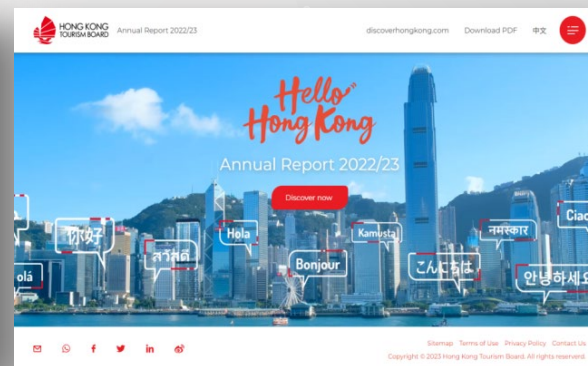 HONG KONG
TOURISM BOARD
Annual Report 2022/23
discoverhongkong.com
Download PDF
中文
Hello
Hong Kong
Annual Report 2022/23
Discover now
你好
สวัสดี
Hola
Bonjour
Kamusta
こんにちは
नमस्कार
Ciao
olá
안녕하세요
in
Sitemap Terms of Use Privacy Policy Contact Us
Copyright © 2023 Hong Kong Tourism Board. All rights reserved.